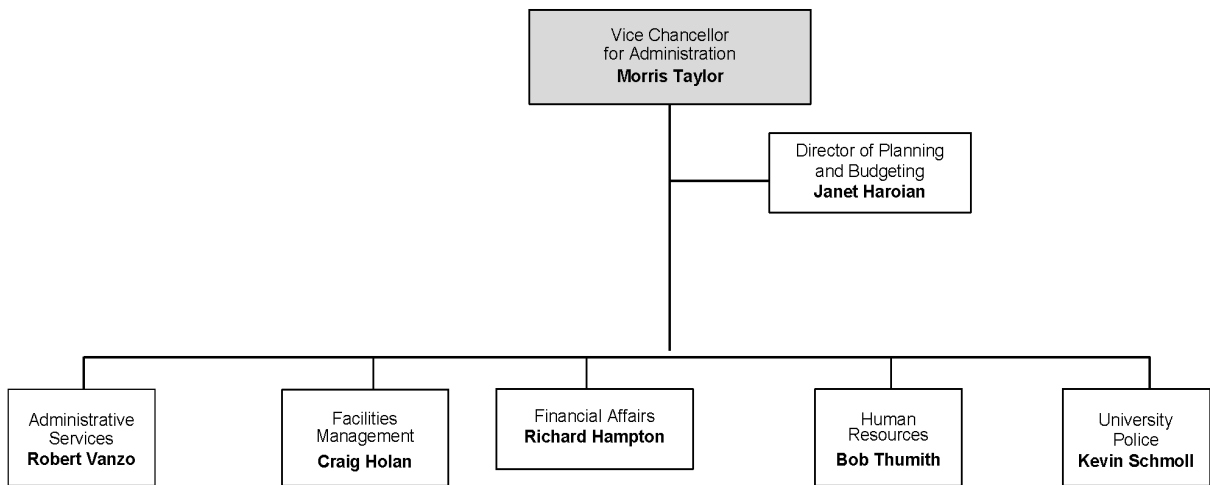 Vice Chancellor
for Administration
Morris Taylor
Director of Planning
and Budgeting
Janet Haroian
Administrative
Services
Robert Vanzo
Facilities
Management
Craig Holan
Financial Affairs
Richard Hampton
Human
Resources
Bob Thumith
University
Police
Kevin Schmoll